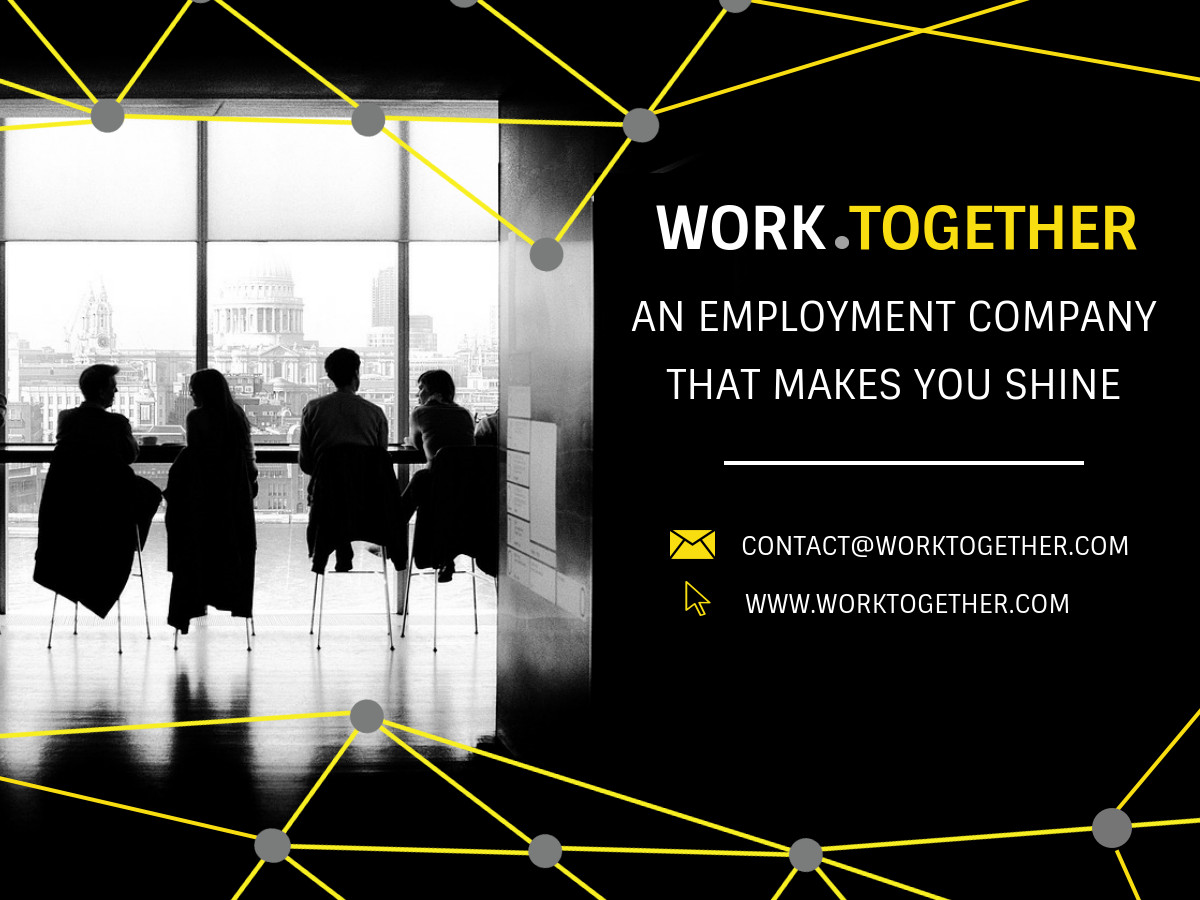 WORK.TOGETHER
AN EMPLOYMENT COMPANY
THAT MAKES YOU SHINE
CONTACT@WORKTOGETHER.COM
WWW.WORKTOGETHER.COM